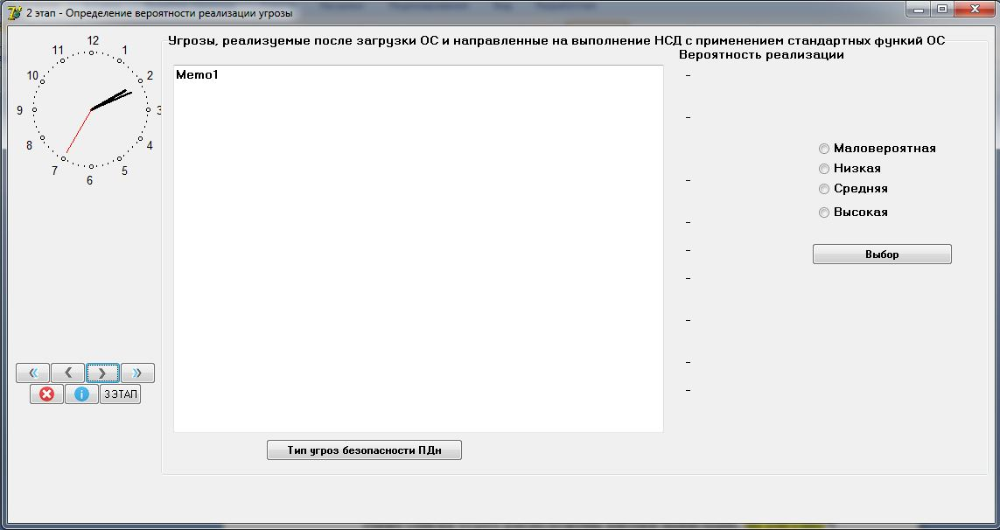 2 этап - Определение вероятности реализации угрозы
12
11
1
10
2
9
3
8
4
7
5
6
Угрозы, реализуемые после загрузки ОС и направленные на выполнение НСД с применением стандартных функий ОС
Вероятность реализации
Memo1
-
-
-
-
-
-
-
-
-
Маловероятная
Низкая
Средняя
Высокая
Выбор
3 ЭТАП
Тип угроз безопасности ПДн